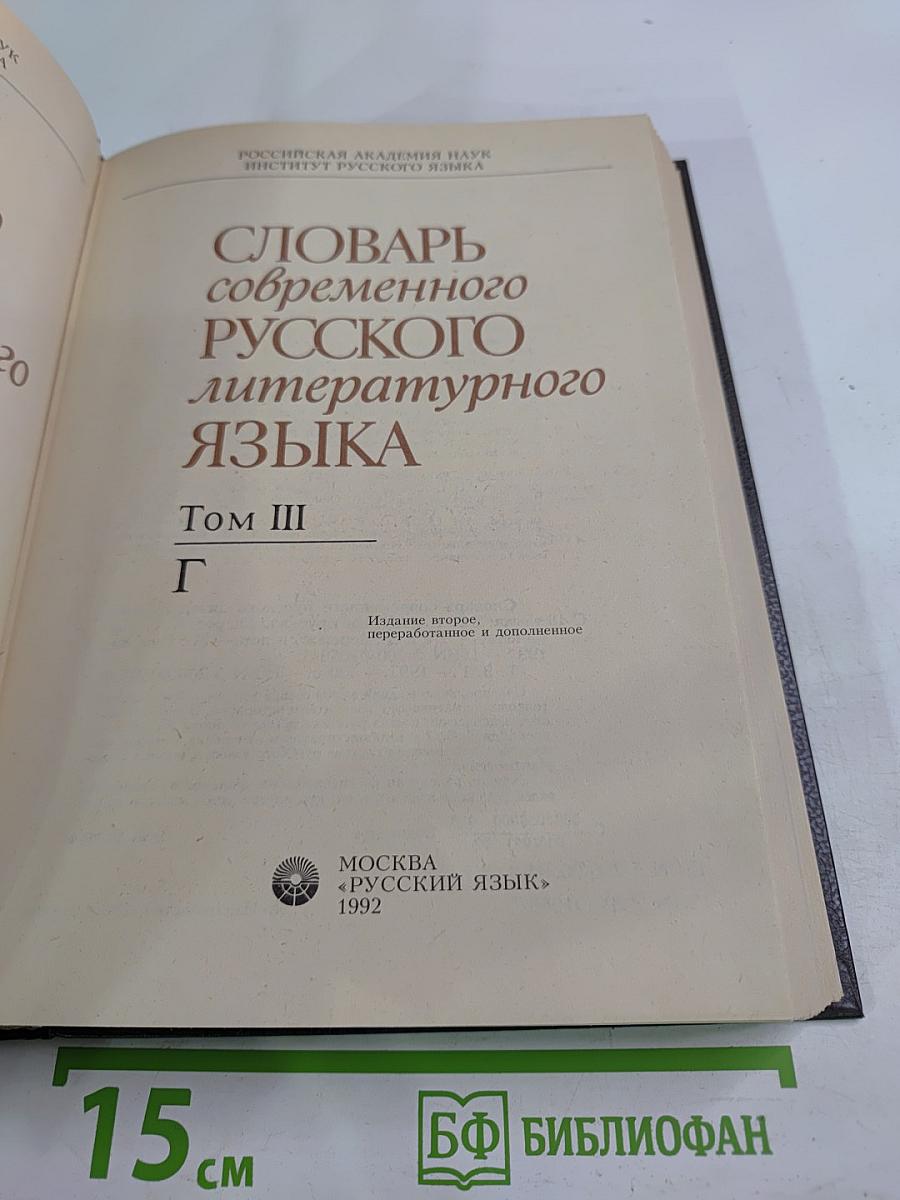 РОССИЙСКАЯ АКАДЕМИЯ НАУК
ИНСТИТУТ РУССКОГО ЯЗЫКА
СЛОВАРЬ
современного
РУССКОГО
литературного
ЯЗЫКА
Том III
Г
Издание второе,
переработанное и дополненное
МОСКВА
«РУССКИЙ ЯЗЫК»
1992
15 см
БФ БИБЛИОФАН